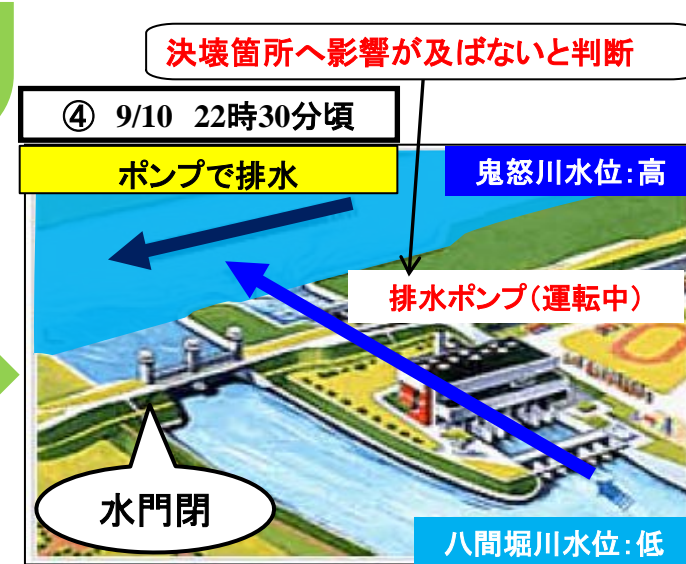 決壊箇所へ影響が及ばないと判断
④ 9/10 22時30分頃
ポンプで排水
鬼怒川水位：高
排水ポンプ（運転中）
水門閉
八間堀川水位：低